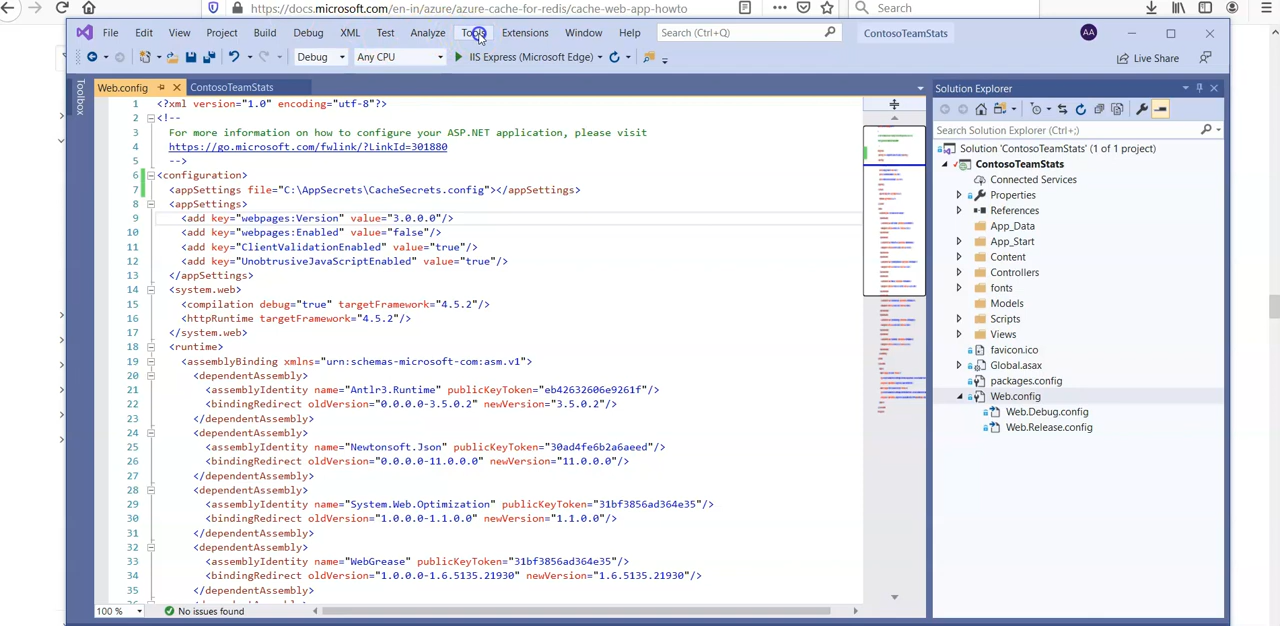 https://docs.microsoft.com/en-in/azure/azure-cache-for-redis/cache-web-app-howto
Search
File Edit View Project Build Debug XML Test Analyze Tools Extensions Window Help Search (Ctrl+Q) ContosoTeamStats AA
Debug Any CPU IIS Express (Microsoft Edge) Live Share
Toolbox
Web.config ContosoTeamStats
1 <?xml version="1.0" encoding="utf-8"?>
2 <!--
3 For more information on how to configure your ASP.NET application, please visit
4 https://go.microsoft.com/fwlink/?LinkId=301880
5 -->
6 <configuration>
7 <appSettings file="C:\AppSecrets\CacheSecrets.config"></appSettings>
8 <appSettings>
9 <add key="webpages:Version" value="3.0.0.0"/>
10 <add key="webpages:Enabled" value="false"/>
11 <add key="ClientValidationEnabled" value="true"/>
12 <add key="UnobtrusiveJavaScriptEnabled" value="true"/>
13 </appSettings>
14 <system.web>
15 <compilation debug="true" targetFramework="4.5.2"/>
16 <httpRuntime targetFramework="4.5.2"/>
17 </system.web>
18 <runtime>
19 <assemblyBinding xmlns="urn:schemas-microsoft-com:asm.v1">
20 <dependentAssembly>
21 <assemblyIdentity name="Antlr3.Runtime" publicKeyToken="eb42632606e9261f"/>
22 <bindingRedirect oldVersion="0.0.0.0-3.5.0.2" newVersion="3.5.0.2"/>
23 </dependentAssembly>
24 <dependentAssembly>
25 <assemblyIdentity name="Newtonsoft.Json" publicKeyToken="30ad4fe6b2a6aeed"/>
26 <bindingRedirect oldVersion="0.0.0.0-11.0.0.0" newVersion="11.0.0.0"/>
27 </dependentAssembly>
28 <dependentAssembly>
29 <assemblyIdentity name="System.Web.Optimization" publicKeyToken="31bf3856ad364e35"/>
30 <bindingRedirect oldVersion="1.0.0.0-1.1.0.0" newVersion="1.1.0.0"/>
31 </dependentAssembly>
32 <dependentAssembly>
33 <assemblyIdentity name="WebGrease" publicKeyToken="31bf3856ad364e35"/>
34 <bindingRedirect oldVersion="1.0.0.0-1.6.5135.21930" newVersion="1.6.5135.21930"/>
35 </dependentAssembly>
100 % No issues found
Solution Explorer
Search Solution Explorer (Ctrl+;)
Solution 'ContosoTeamStats' (1 of 1 project)
ContosoTeamStats
Connected Services
Properties
References
App_Data
App_Start
Content
Controllers
fonts
Models
Scripts
Views
favicon.ico
Global.asax
packages.config
Web.config
Web.Debug.config
Web.Release.config